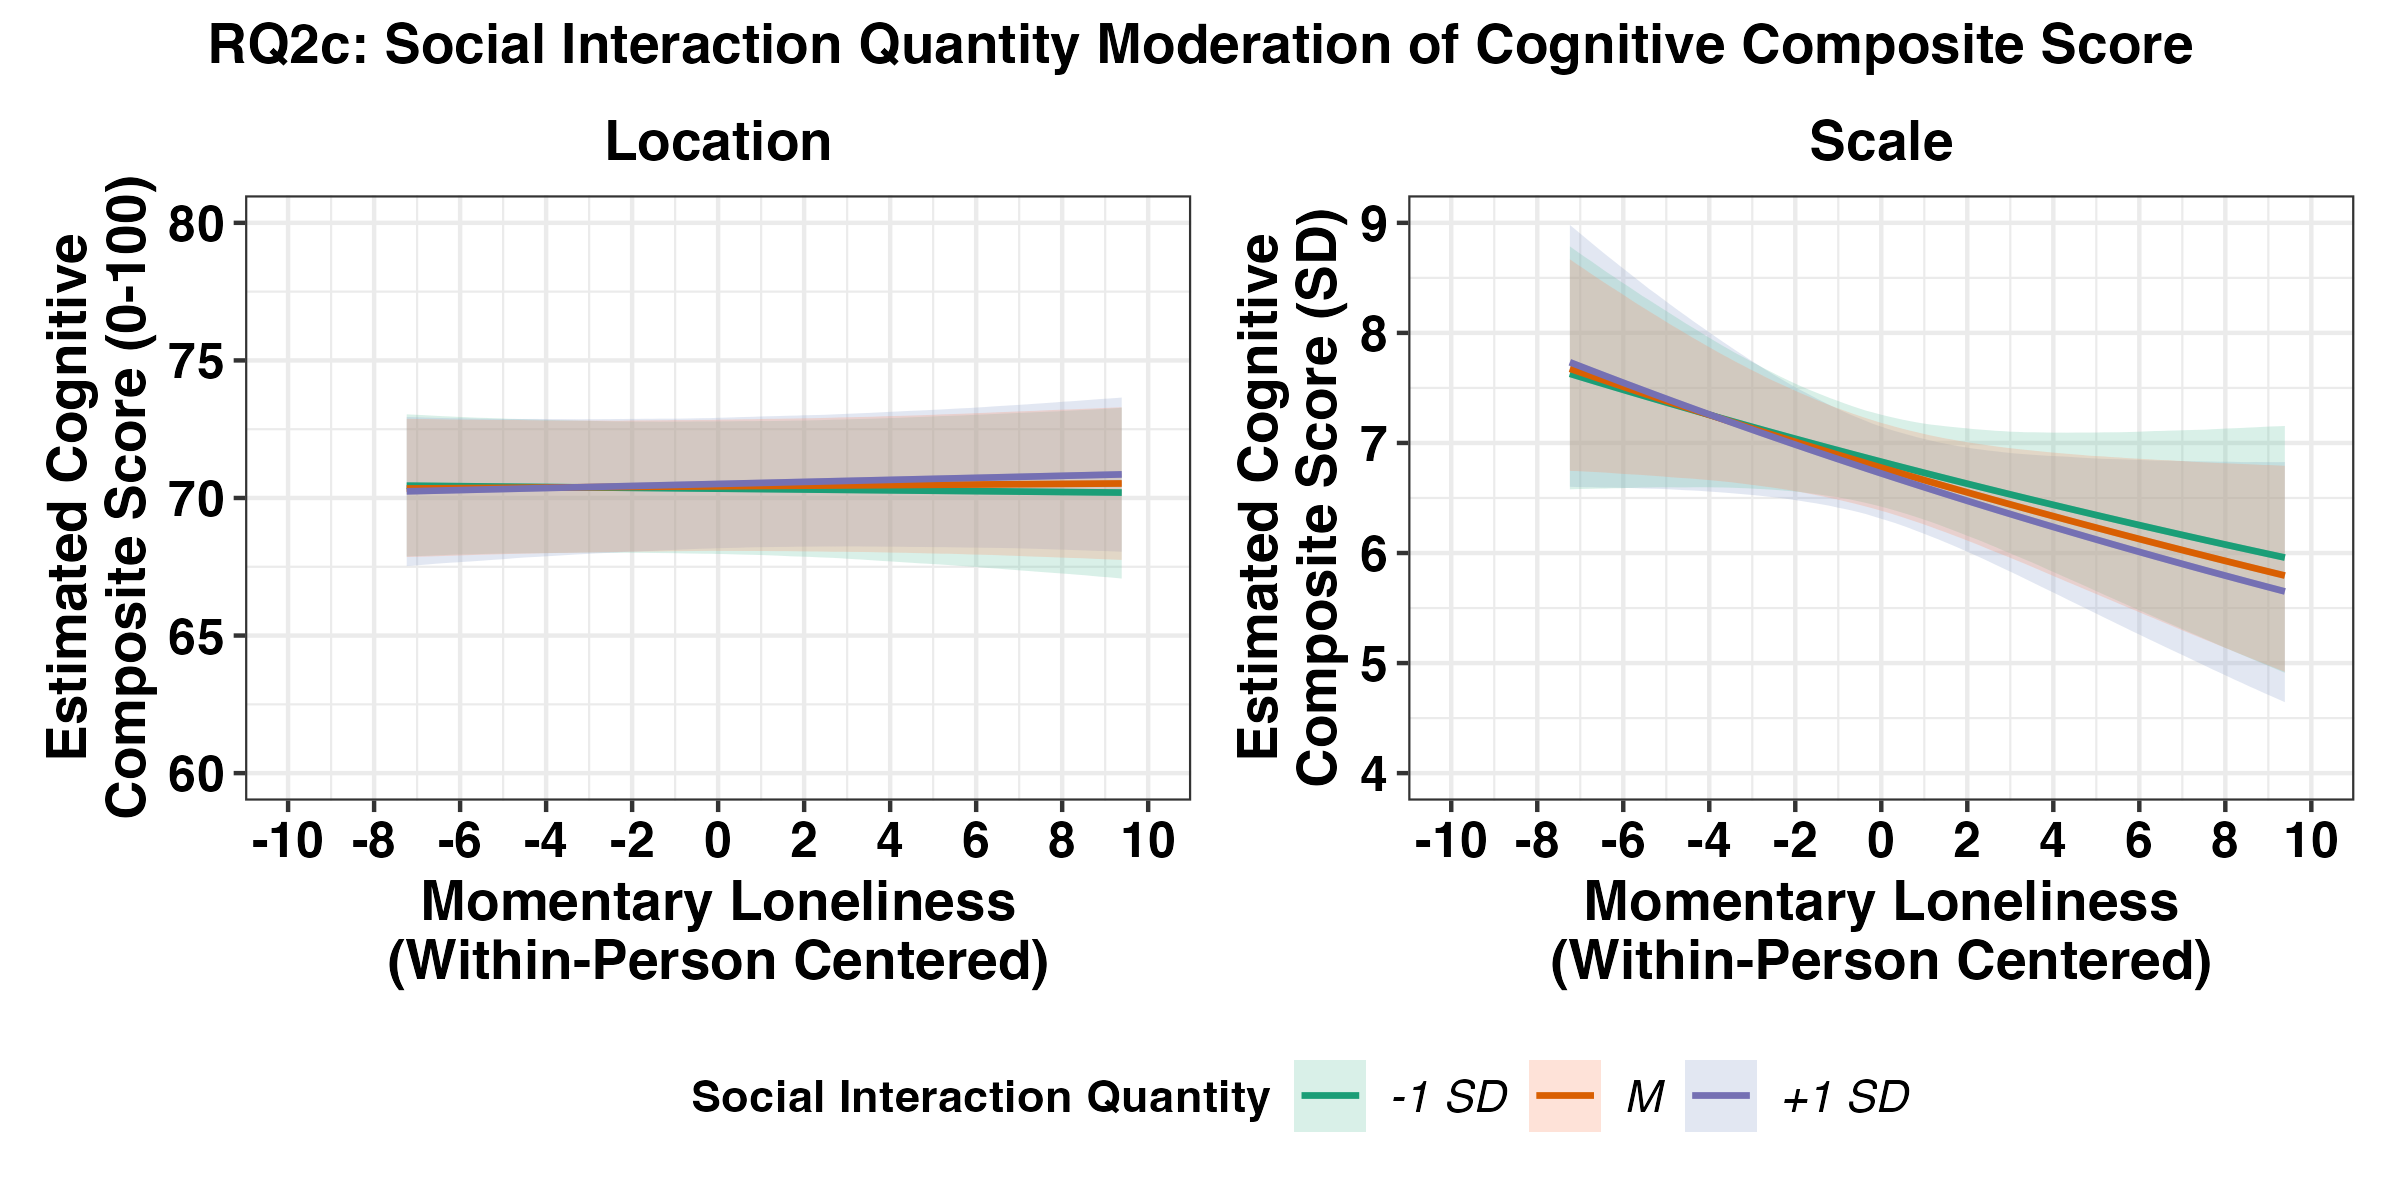 RQ2c: Social Interaction Quantity Moderation of Cognitive Composite Score
Location
Estimated Cognitive
Composite Score (0-100)
80
75
70
65
60
-10 -8 -6 -4 -2 0 2 4 6 8 10
Momentary Loneliness
(Within-Person Centered)
Scale
Estimated Cognitive
Composite Score (SD)
9
8
7
6
5
4
-10 -8 -6 -4 -2 0 2 4 6 8 10
Momentary Loneliness
(Within-Person Centered)
Social Interaction Quantity -1 SD M +1 SD